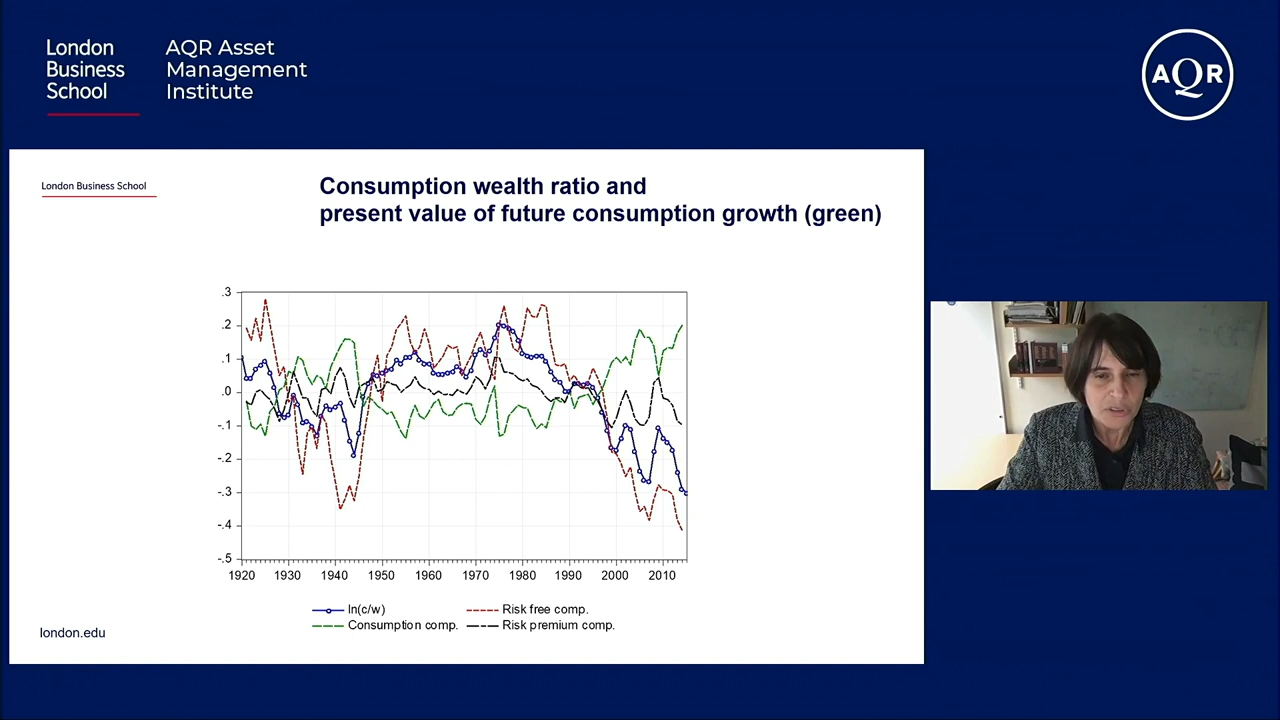 London
Business
School
AQR Asset
Management
Institute
AQR
London Business School
Consumption wealth ratio and
present value of future consumption growth (green)
.3
.2
.1
.0
-.1
-.2
-.3
-.4
-.5
1920 1930 1940 1950 1960 1970 1980 1990 2000 2010
ln(c/w) Risk free comp.
Consumption comp. Risk premium comp.
london.edu